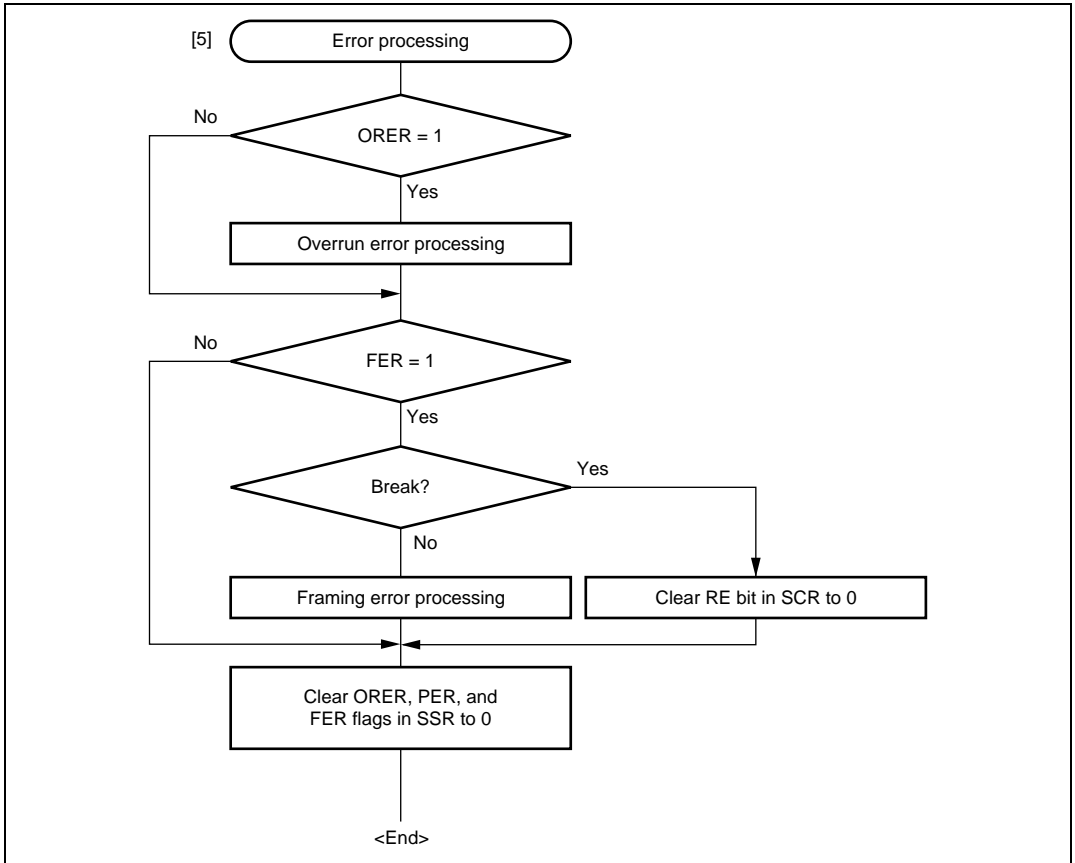 [5]
Error processing
No
ORER = 1
Yes
Overrun error processing
No
FER = 1
Yes
Break?
Yes
No
Framing error processing
Clear RE bit in SCR to 0
Clear ORER, PER, and
FER flags in SSR to 0
<End>